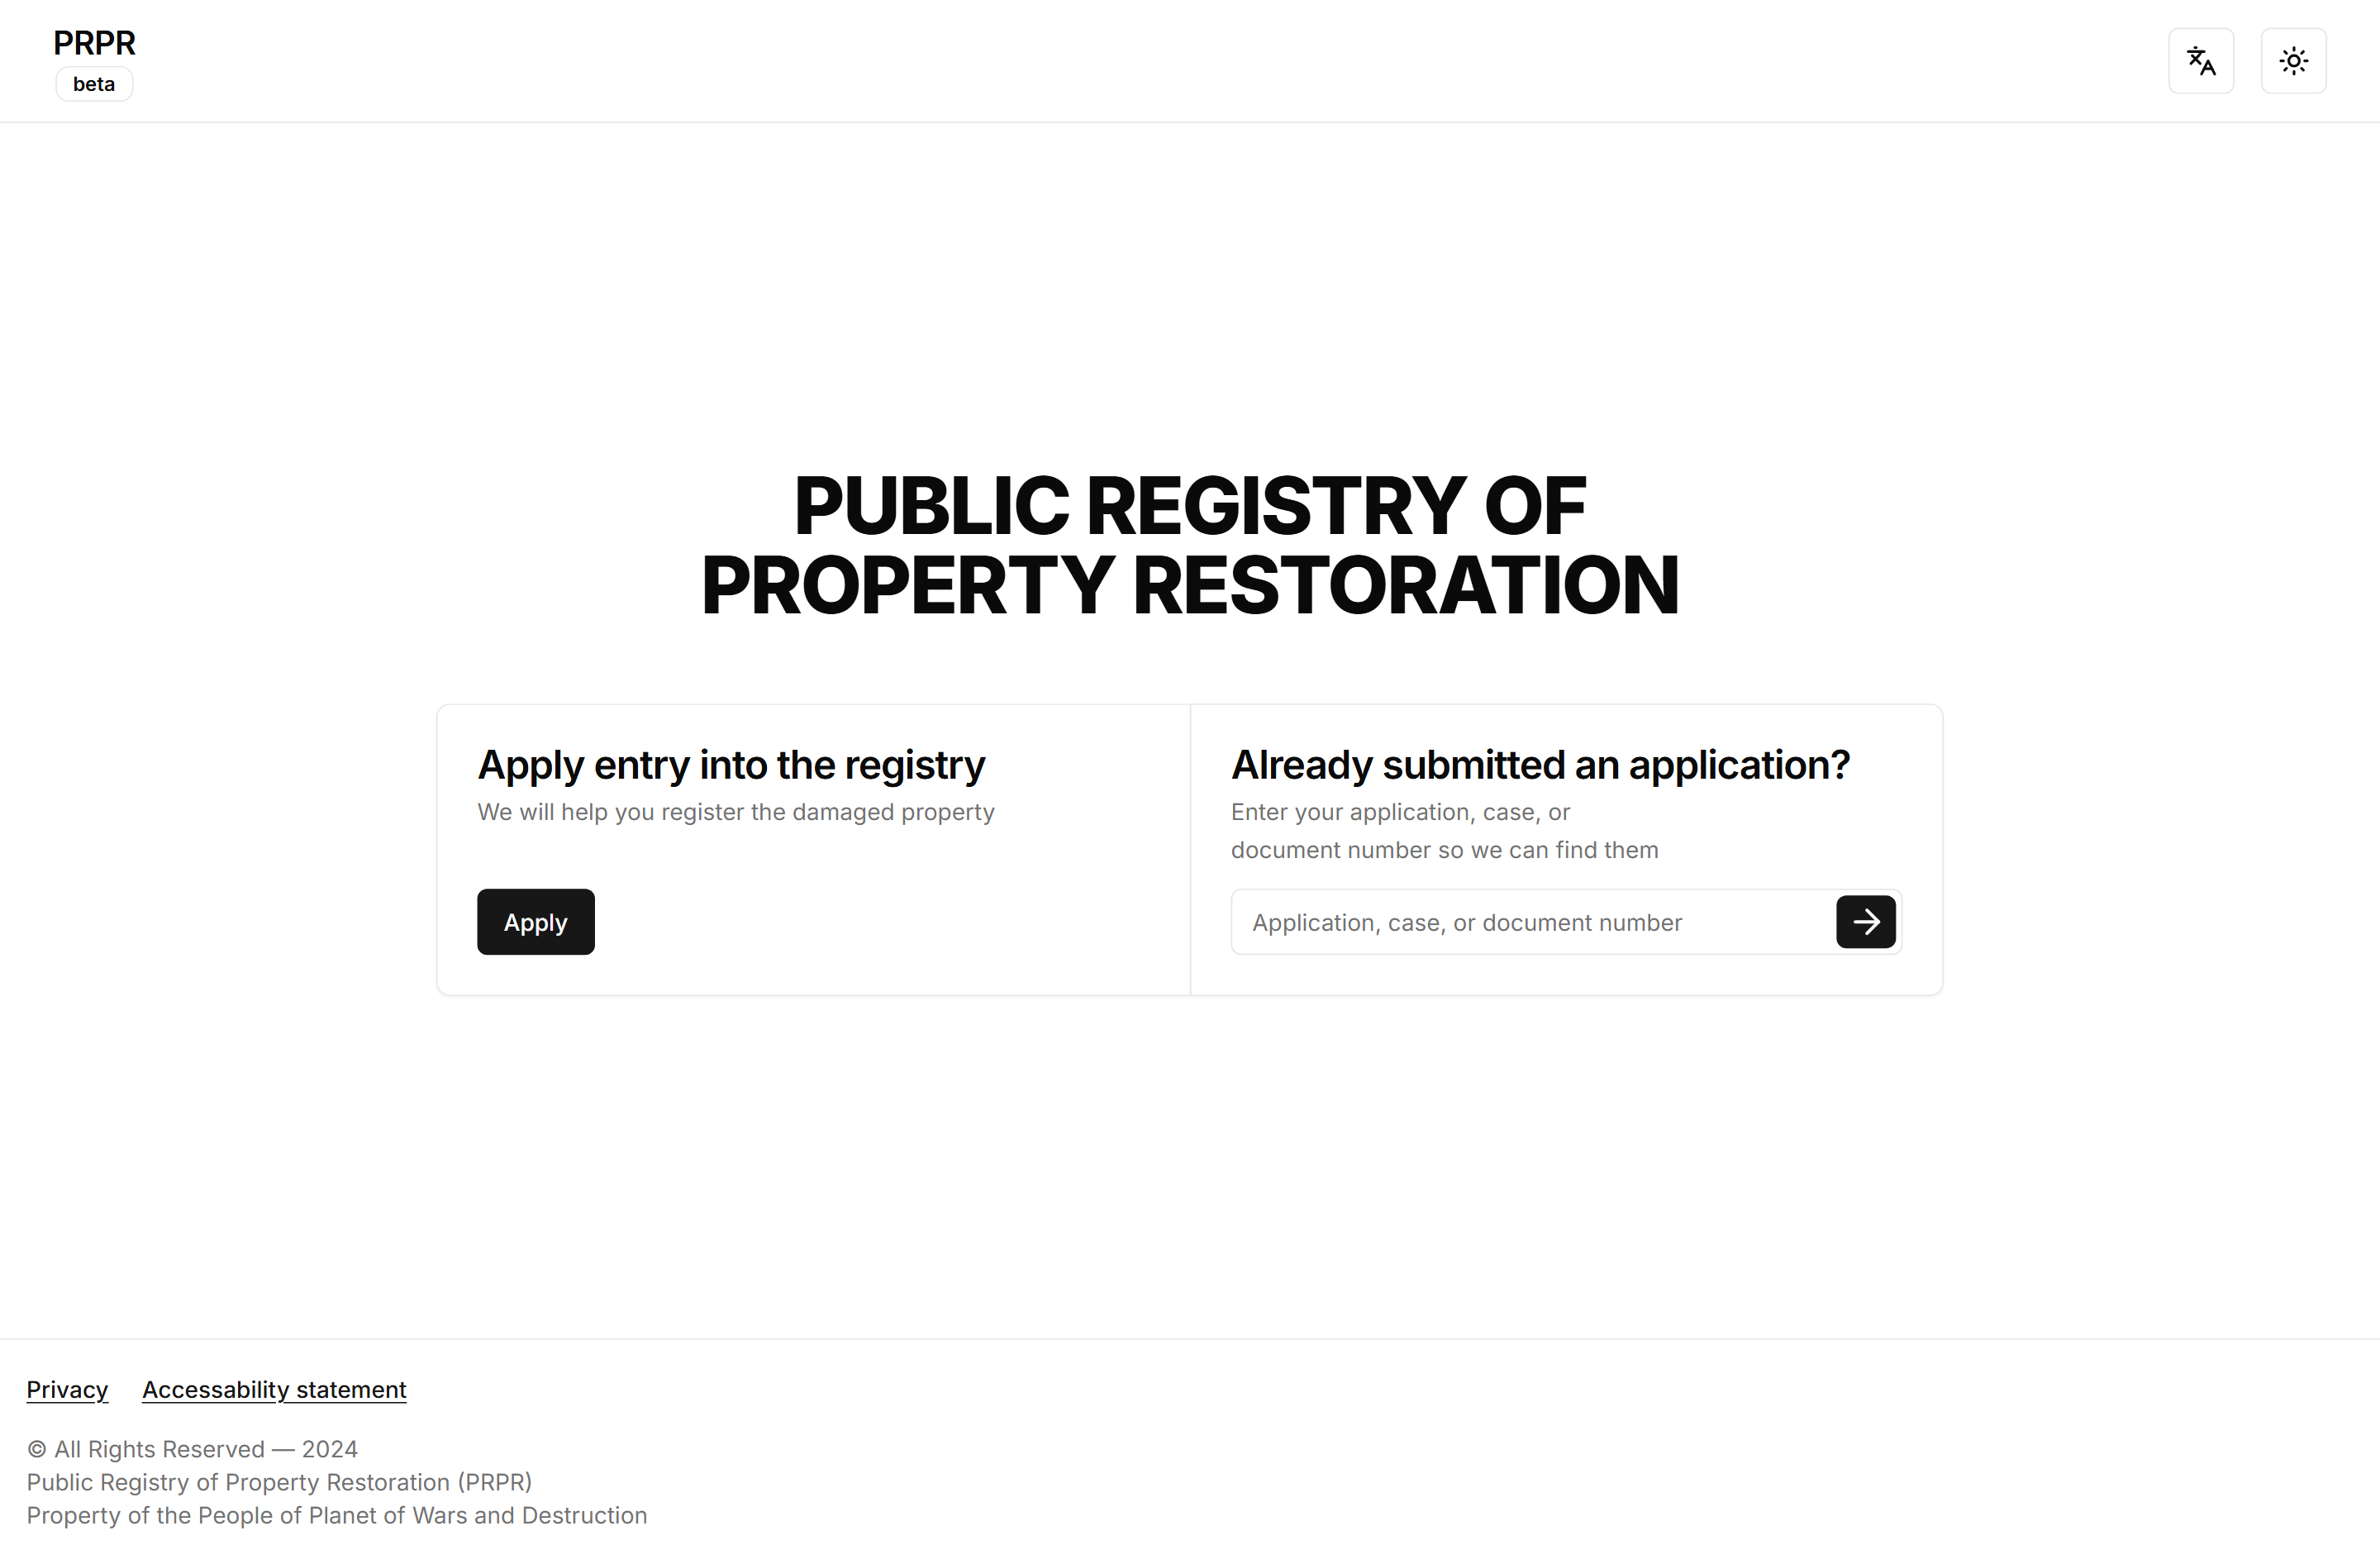 PRPR
beta
PUBLIC REGISTRY OF
PROPERTY RESTORATION
Apply entry into the registry
We will help you register the damaged property
Apply
Already submitted an application?
Enter your application, case, or
document number so we can find them
Application, case, or document number
Privacy
Accessability statement
© All Rights Reserved — 2024
Public Registry of Property Restoration (PRPR)
Property of the People of Planet of Wars and Destruction